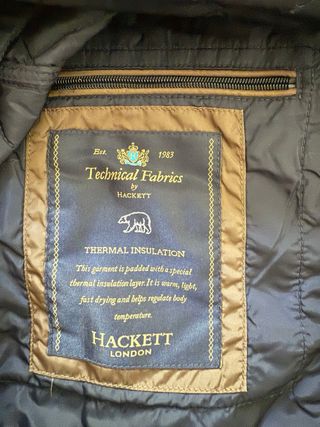 Est. 1983
Technical Fabrics
by
HACKETT
THERMAL INSULATION
This garment is padded with a special
thermal insulation layer. It is warm, light,
fast drying and helps regulate body
temperature.
HACKETT
LONDON